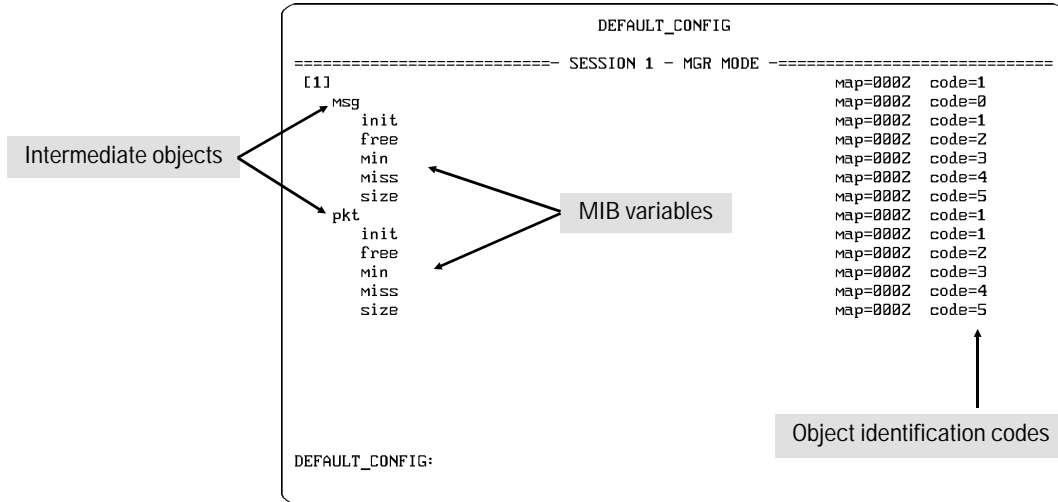 DEFAULT_CONFIG
===========================- SESSION 1 - MGR MODE -=============================
[1] map=0002 code=1
msg map=0002 code=0
init map=0002 code=1
free map=0002 code=2
min map=0002 code=3
miss map=0002 code=4
size map=0002 code=5
pkt map=0002 code=1
init map=0002 code=1
free map=0002 code=2
min map=0002 code=3
miss map=0002 code=4
size map=0002 code=5
DEFAULT_CONFIG:
Intermediate objects
MIB variables
Object identification codes